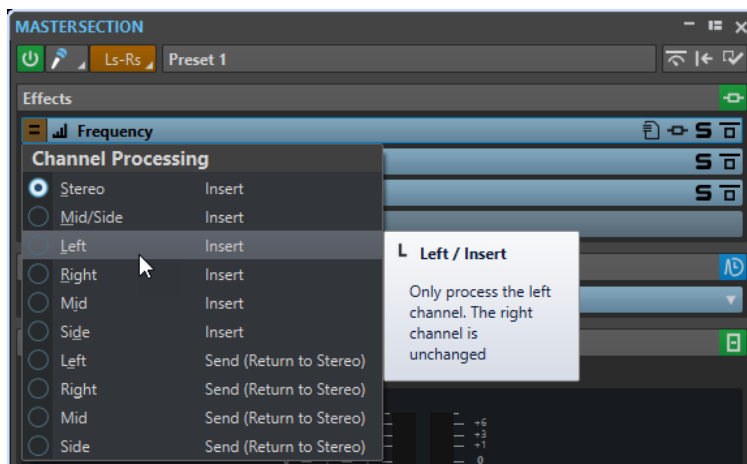 MASTERSECTION
Ls-Rs Preset 1
Effects
Frequency S
Channel Processing
S
Stereo Insert S
Mid/Side Insert
Left Insert
Right Insert
Mid Insert
Side Insert
Left Send (Return to Stereo)
Right Send (Return to Stereo)
Mid Send (Return to Stereo)
Side Send (Return to Stereo)
L Left / Insert
Only process the left
channel. The right
channel is
unchanged
+6
+3
+1
0